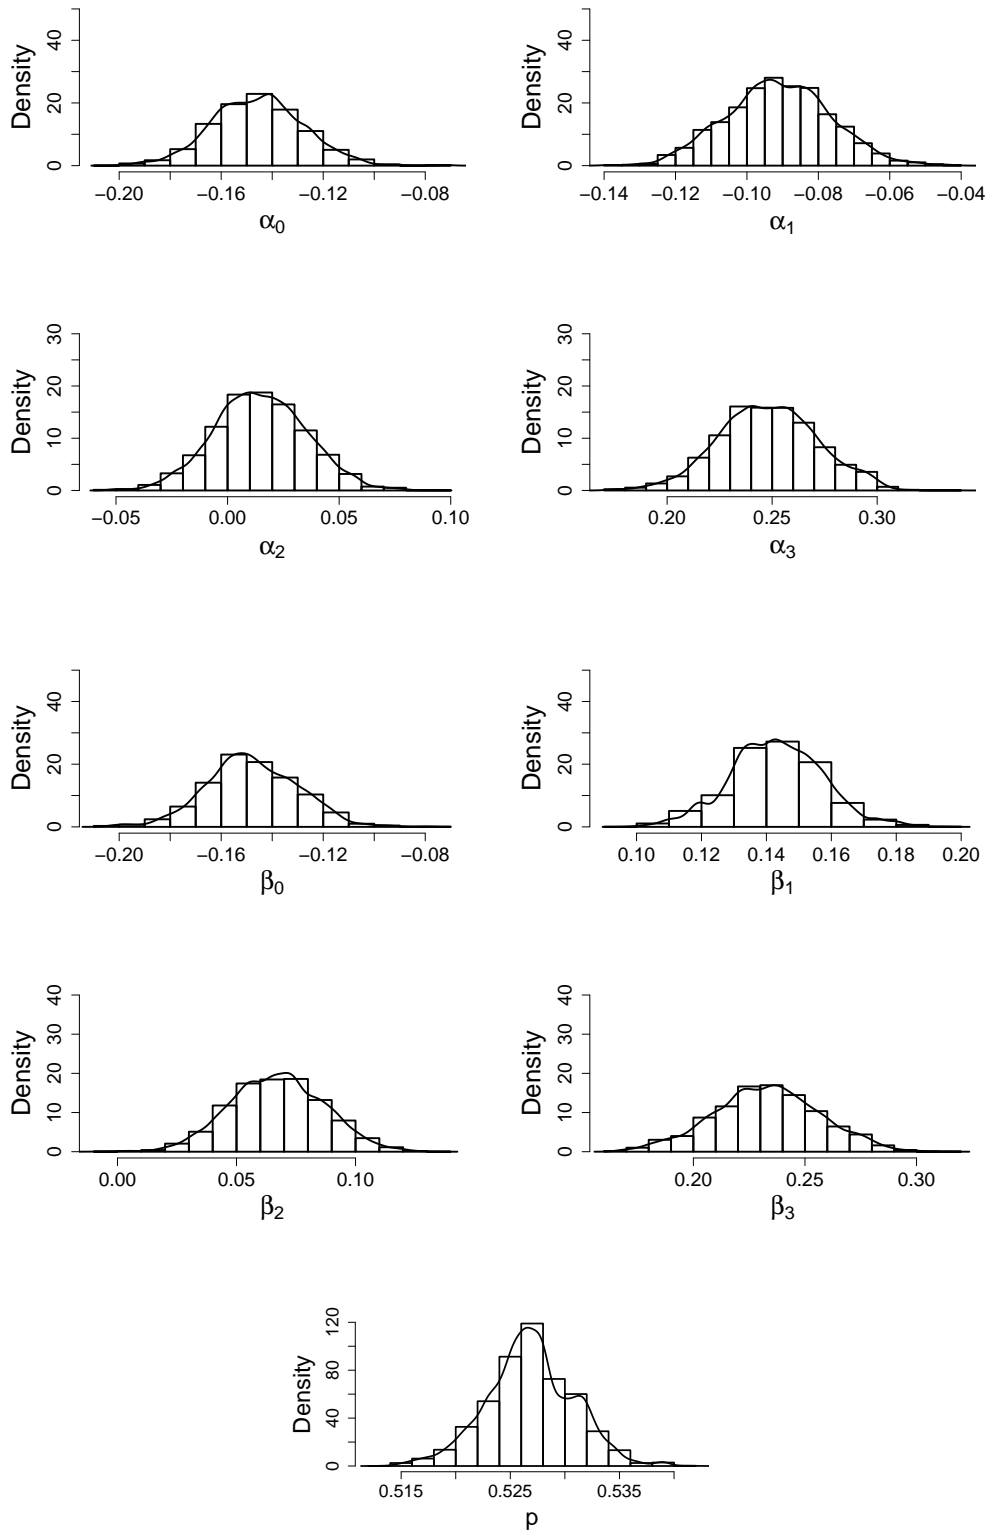 Density
0 20 40
−0.20 −0.16 −0.12 −0.08
α0
Density
0 20 40
−0.14 −0.12 −0.10 −0.08 −0.06 −0.04
α1
Density
0 10 20 30
−0.05 0.00 0.05 0.10
α2
Density
0 10 20 30
0.20 0.25 0.30
α3
Density
0 20 40
−0.20 −0.16 −0.12 −0.08
β0
Density
0 20 40
0.10 0.12 0.14 0.16 0.18 0.20
β1
Density
0 10 20 30 40
0.00 0.05 0.10
β2
Density
0 10 20 30 40
0.20 0.25 0.30
β3
Density
0 40 80 120
0.515 0.525 0.535
p